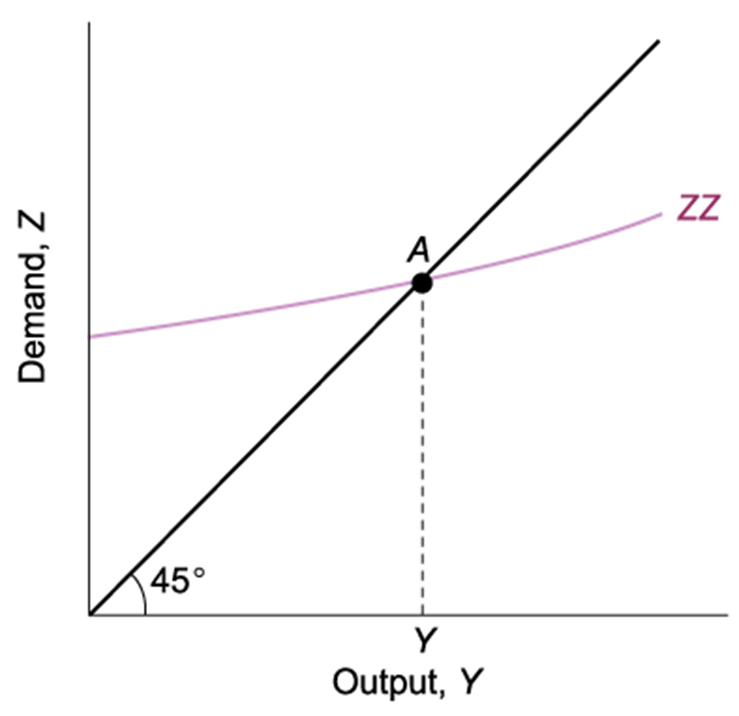 ZZ
A
Demand, Z
45°
Y
Output, Y